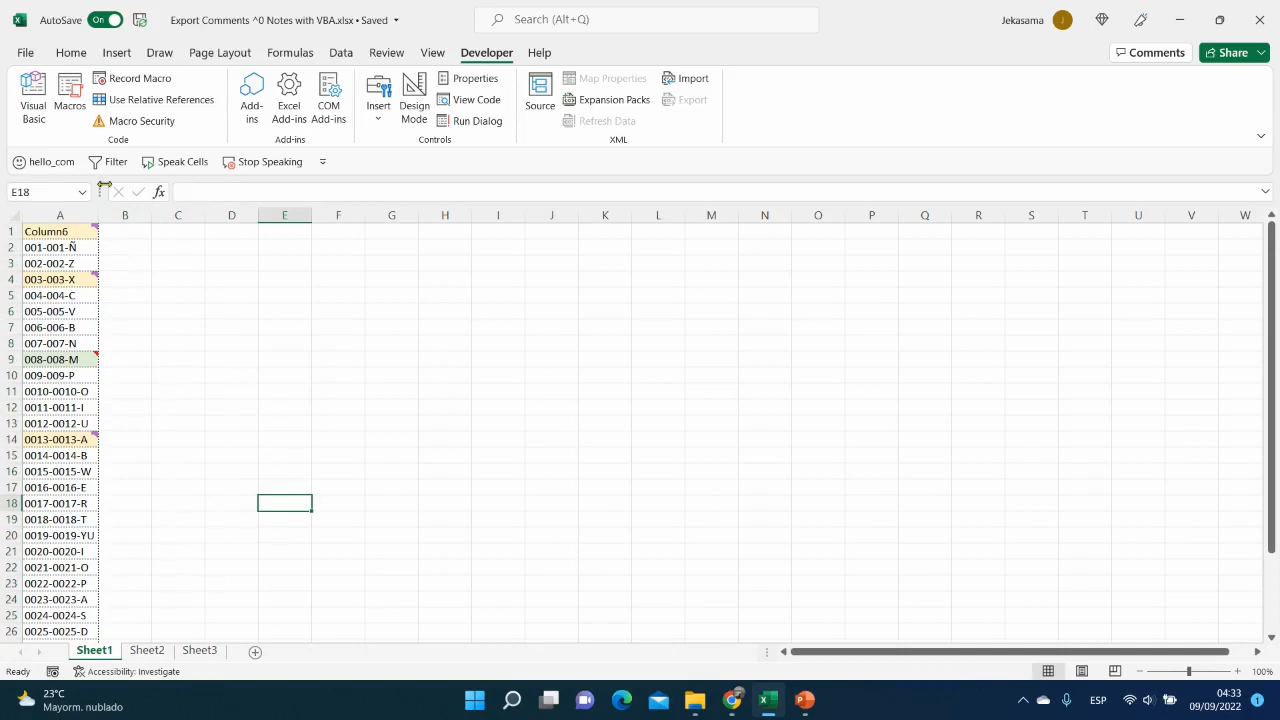 AutoSave On Export Comments ^0 Notes with VBA.xlsx • Saved Search (Alt+Q) Jekasama J
File Home Insert Draw Page Layout Formulas Data Review View Developer Help Comments Share
Visual Basic
Macros
Record Macro
Use Relative References
Macro Security
Code
Add-ins
Excel Add-ins
COM Add-ins
Add-ins
Insert
Design Mode
Properties
View Code
Run Dialog
Controls
Source
Map Properties
Expansion Packs
Refresh Data
Import
Export
XML
hello_com Filter Speak Cells Stop Speaking
E18 fx
A B C D E F G H I J K L M N O P Q R S T U V W
1 Column6
2 001-001-Ñ
3 002-002-Z
4 003-003-X
5 004-004-C
6 005-005-V
7 006-006-B
8 007-007-N
9 008-008-M
10 009-009-P
11 0010-0010-O
12 0011-0011-I
13 0012-0012-U
14 0013-0013-A
15 0014-0014-B
16 0015-0015-W
17 0016-0016-E
18 0017-0017-R
19 0018-0018-T
20 0019-0019-YU
21 0020-0020-I
22 0021-0021-O
23 0022-0022-P
24 0023-0023-A
25 0024-0024-S
26 0025-0025-D
Sheet1 Sheet2 Sheet3
Ready Accessibility: Investigate 100%
23°C
Mayorm. nublado
ESP
04:33
09/09/2022
1